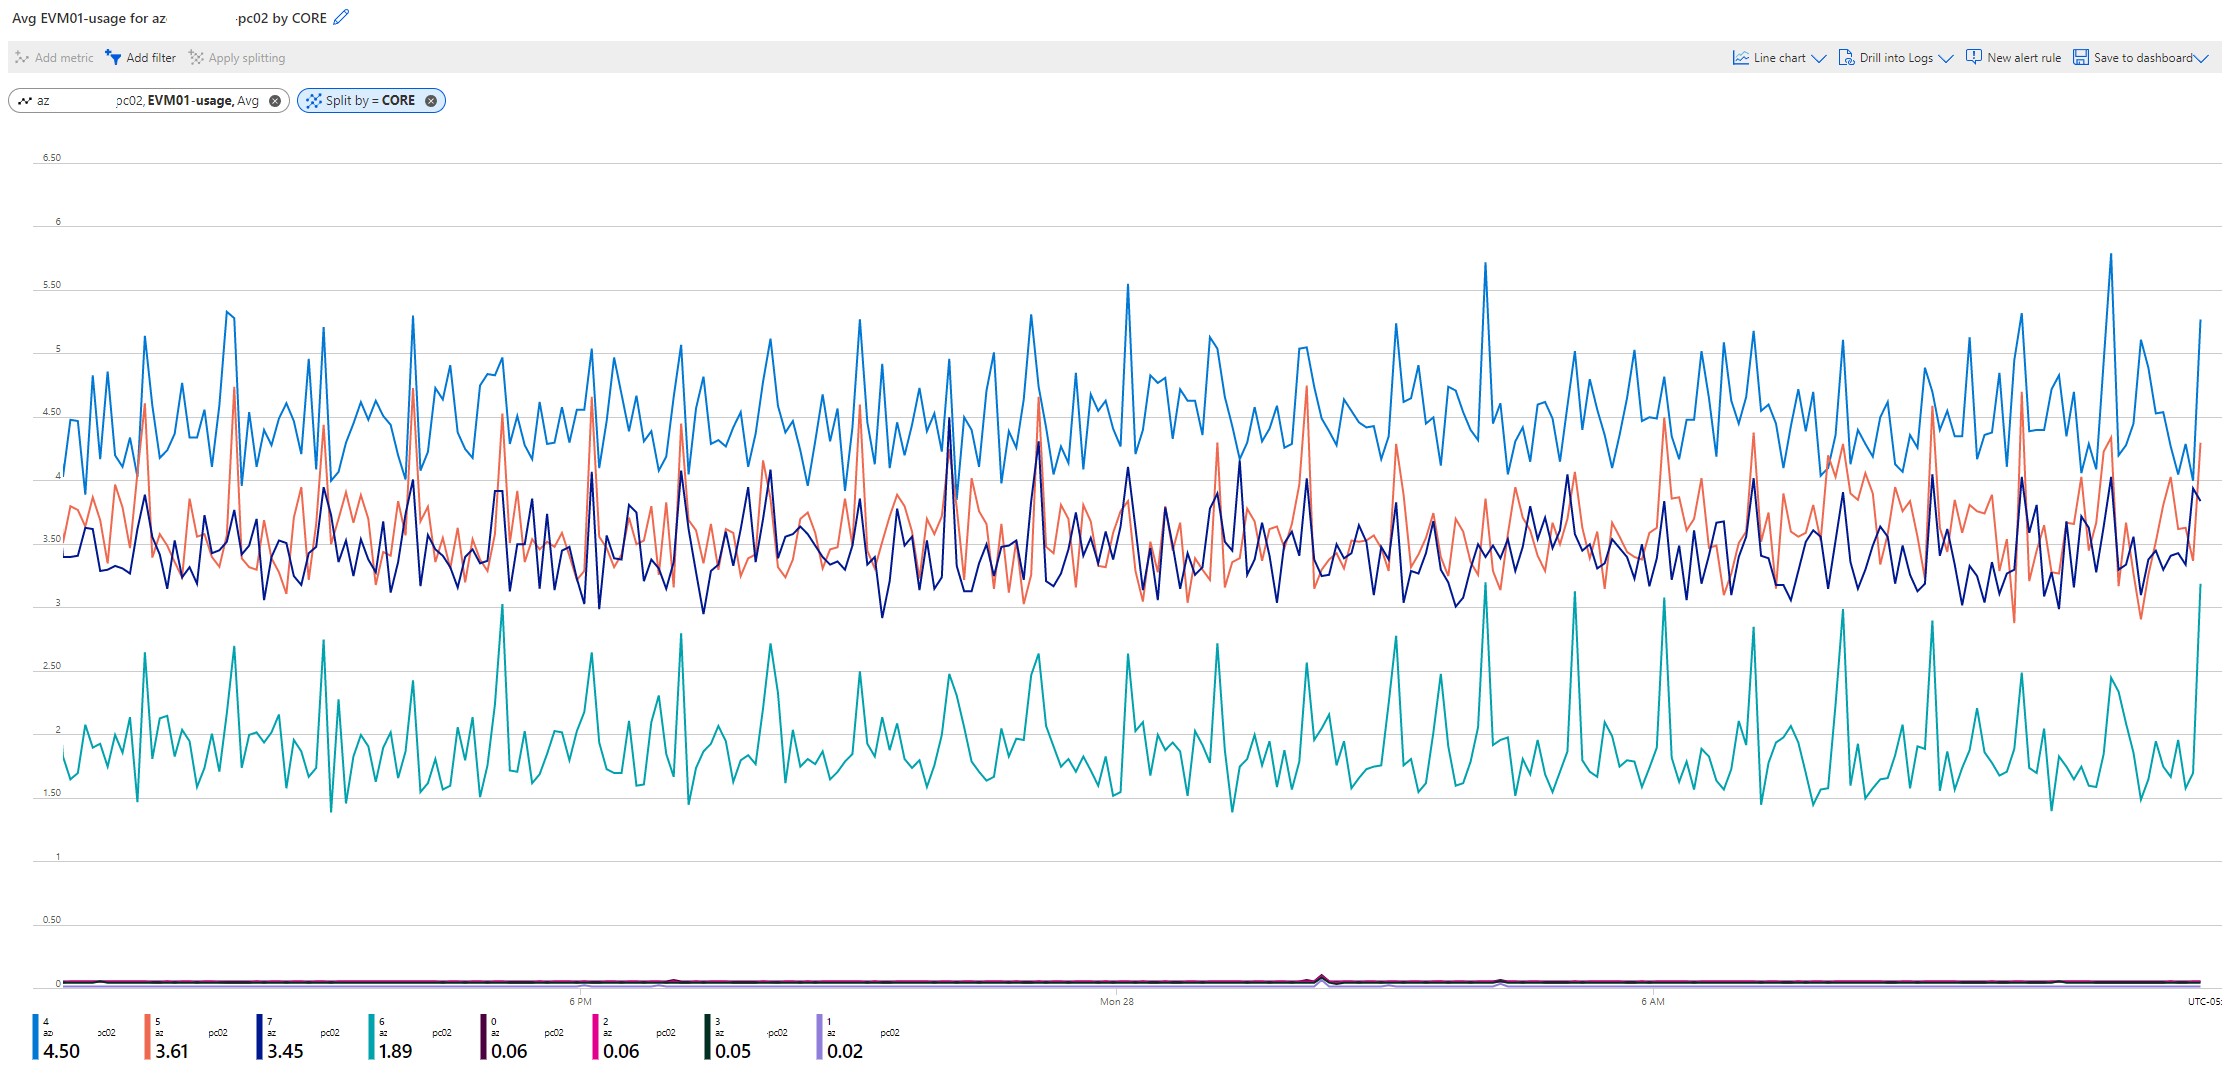 Avg EVM01-usage for az pc02 by CORE
Add metric Add filter Apply splitting Line chart Drill into Logs New alert rule Save to dashboard
az pc02, EVM01-usage, Avg Split by = CORE
6.50
6
5.50
5
4.50
4
3.50
3
2.50
2
1.50
1
0.50
0
6 PM Mon 28 6 AM UTC-05:
4 5 7 6 0 2 3 1
az pc02 az pc02 az pc02 az pc02 az pc02 az pc02 az pc02 az pc02
4.50 3.61 3.45 1.89 0.06 0.06 0.05 0.02